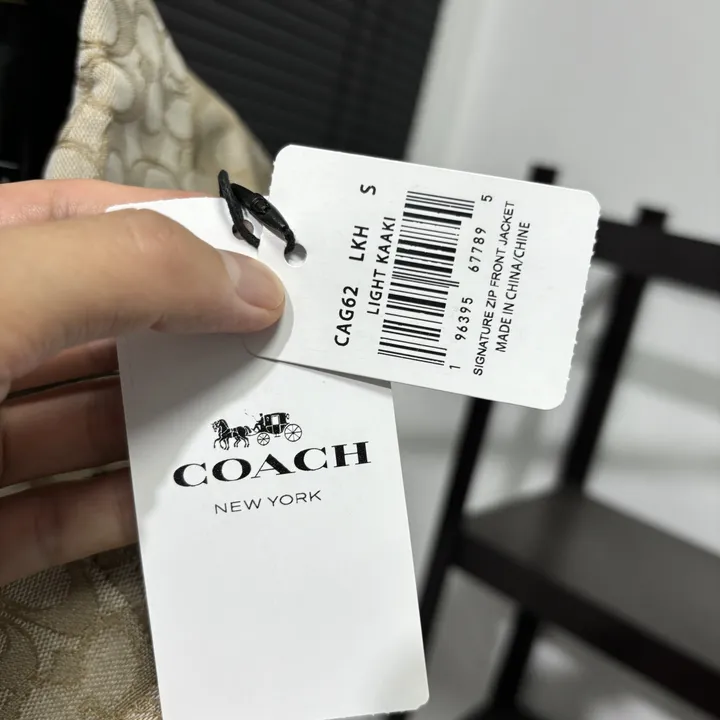 CAG62 LKH S
LIGHT KAAKI
1 96395 67789 5
SIGNATURE ZIP FRONT JACKET
MADE IN CHINA/CHINE
COACH
NEW YORK